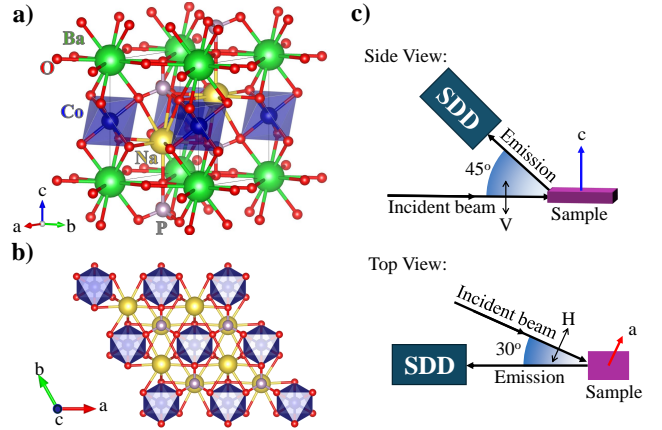 a)
Ba
O
Co
Na
P
c
a
b
b)
b
c
a
c)
Side View:
SDD
Emission
c
45°
Incident beam
V
Sample
Top View:
Incident beam
H
a
30°
SDD
Emission
Sample